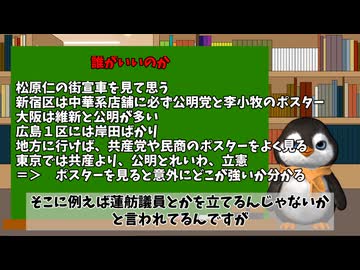 誰がいいのか
松原仁の街宣車を見て思う
新宿区は中華系店舗に必ず公明党と李小牧のポスター
大阪は維新と公明が多い
広島１区には岸田ばかり
地方に行けば、共産党や民商のポスターをよく見る
東京では共産より、公明とれいわ、立憲
＝＞　ポスターを見ると意外にどこが強いか分かる
そこに例えば蓮舫議員とかを立てるんじゃないか
と言われてるんですが